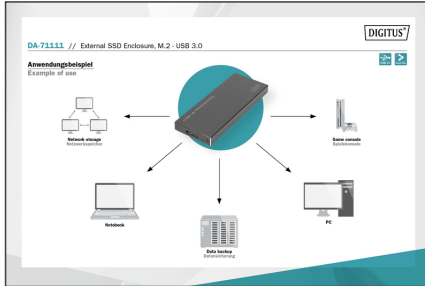 DIGITUS®
DA-71111 // External SSD Enclosure, M.2 - USB 3.0
Anwendungsbeispiel
Example of use
Network storage
Netzwerkspeicher
Game console
Spielekonsole
Notebook
Data backup
Datensicherung
PC